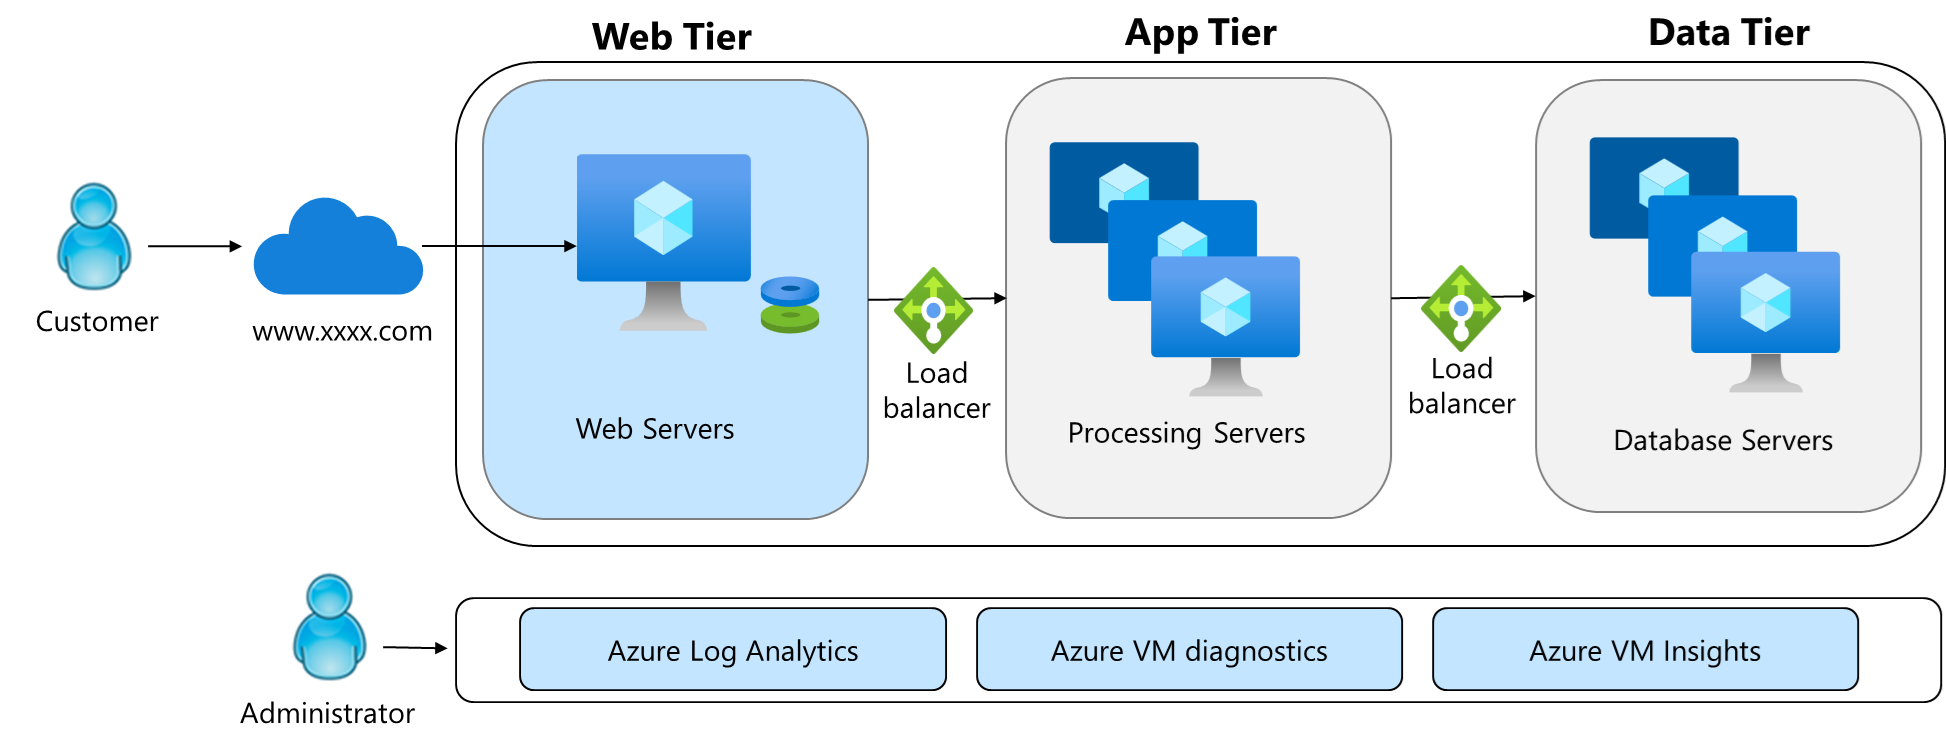 Web Tier
App Tier
Data Tier
Customer
www.xxxx.com
Web Servers
Load
balancer
Processing Servers
Load
balancer
Database Servers
Administrator
Azure Log Analytics
Azure VM diagnostics
Azure VM Insights